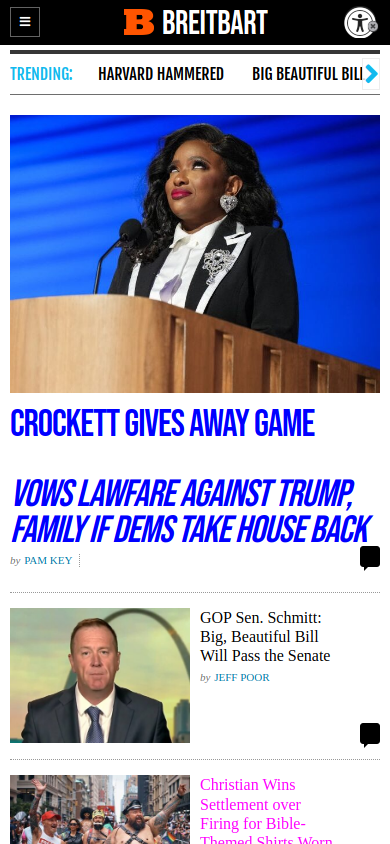 BREITBART
TRENDING:
HARVARD HAMMERED
BIG BEAUTIFUL BILL
CROCKETT GIVES AWAY GAME
VOWS LAWFARE AGAINST TRUMP,
FAMILY IF DEMS TAKE HOUSE BACK
by PAM KEY
GOP Sen. Schmitt:
Big, Beautiful Bill
Will Pass the Senate
by JEFF POOR
Christian Wins
Settlement over
Firing for Bible-
Themed Shirts Worn